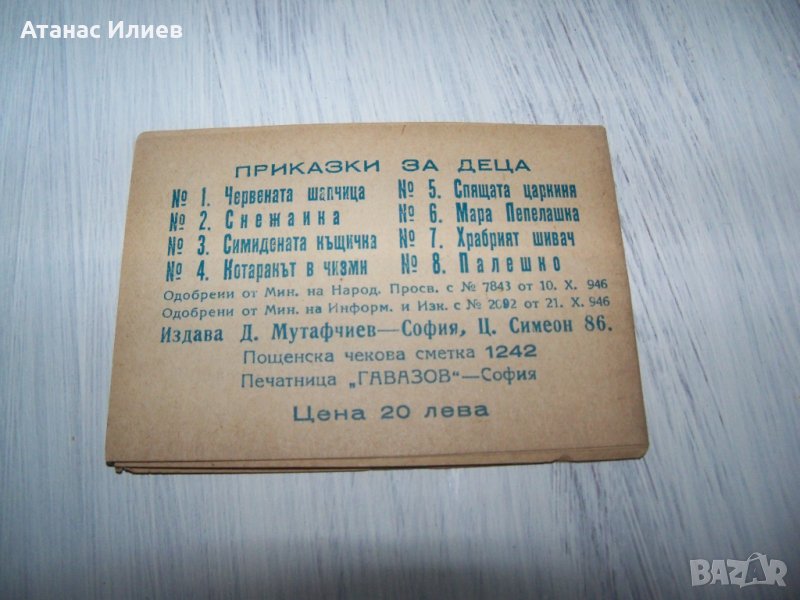 Атанас Илиев
ПРИКАЗКИ ЗА ДЕЦА
№ 1. Червената шапчица
№ 2. Снежанка
№ 3. Симидената къщичка
№ 4. Котаракът в чизми
№ 5. Спящата царкиня
№ 6. Мара Пепеляшка
№ 7. Храбрият шивач
№ 8. Палешко
Одобрени от Мин. на Народ. Просв. с № 7843 от 10. X. 946
Одобрени от Мин. на Информ. и Изк. с № 2092 от 21. X. 946
Издава Д. Мутафчиев—София, Ц. Симеон 86.
Пощенска чекова сметка 1242
Печатница „ГАВАЗОВ“—София
Цена 20 лева
BAZAR